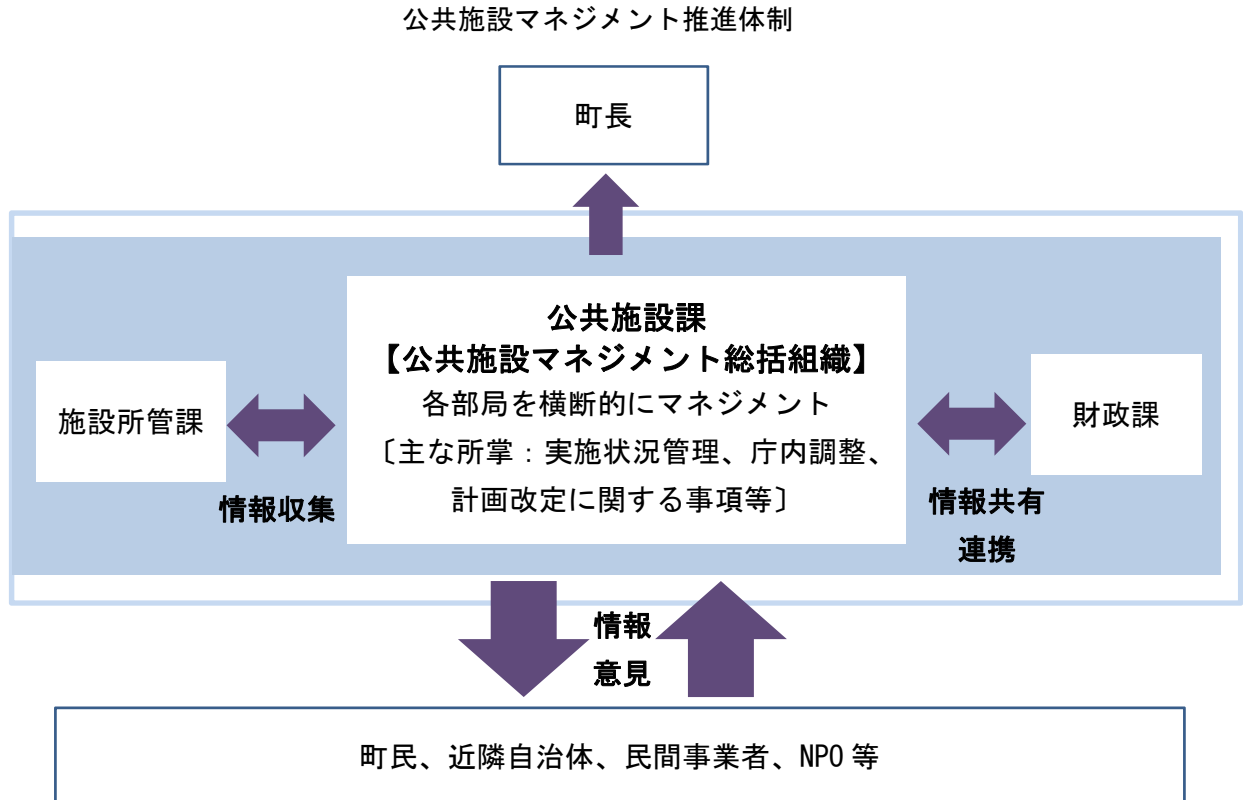 公共施設マネジメント推進体制
町長
公共施設課
【公共施設マネジメント総括組織】
各部局を横断的にマネジメント
〔主な所掌：実施状況管理、庁内調整、
計画改定に関する事項等〕
施設所管課
情報収集
財政課
情報共有
連携
情報
意見
町民、近隣自治体、民間事業者、NPO 等